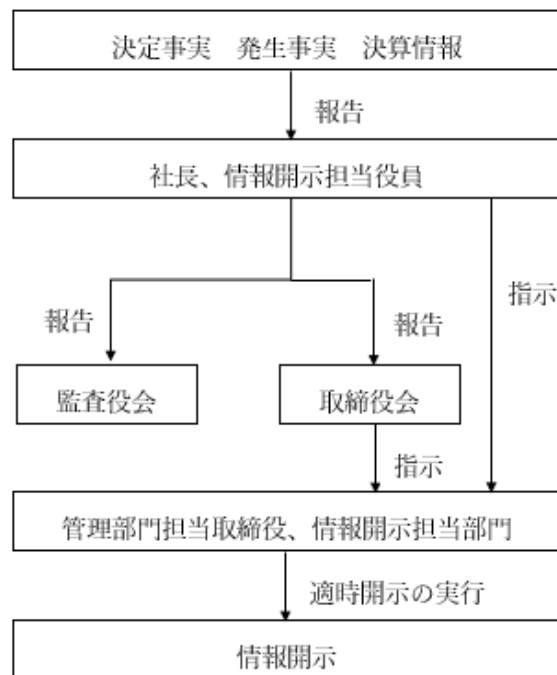 決定事実　発生事実　決算情報
報告
社長、情報開示担当役員
指示
報告
報告
監査役会
取締役会
指示
管理部門担当取締役、情報開示担当部門
適時開示の実行
情報開示